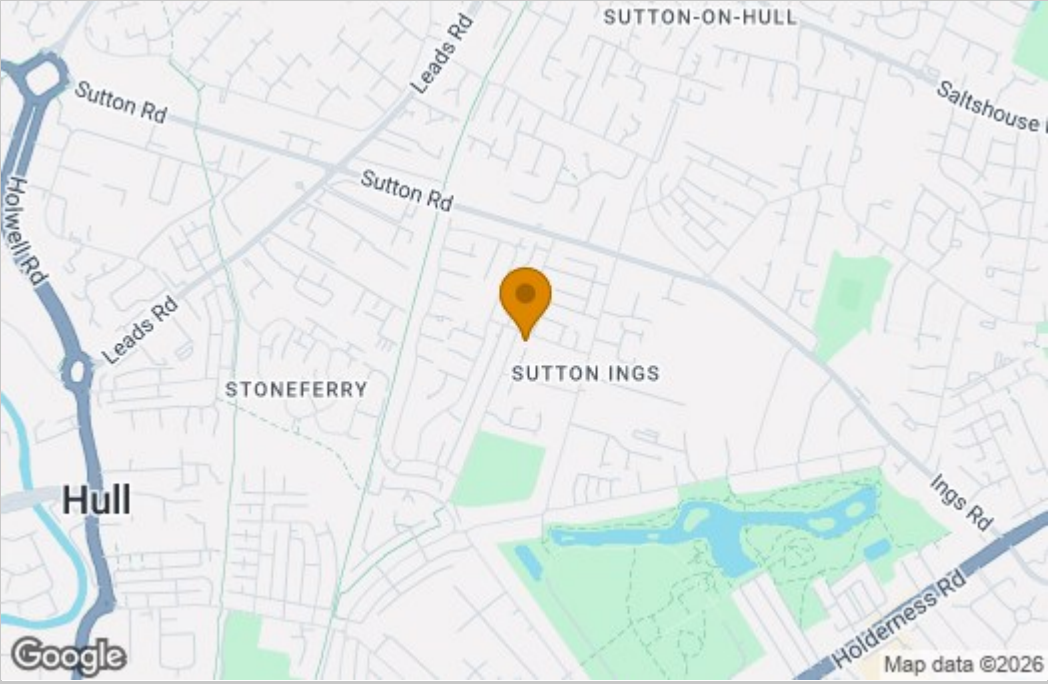 SUTTON-ON-HULL
Leads Rd
Sutton Rd
Saltshouse
Sutton Rd
Holwell Rd
Leads Rd
SUTTON INGS
STONEFERRY
Hull
Ings Rd
Holderness Rd
Google
Map data ©2026